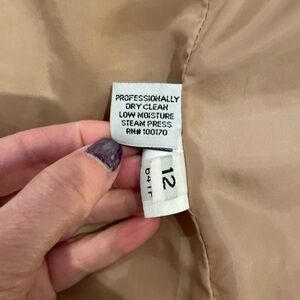 PROFESSIONALLY
DRY CLEAN
LOW MOISTURE
STEAM PRESS
RN# 100170
12